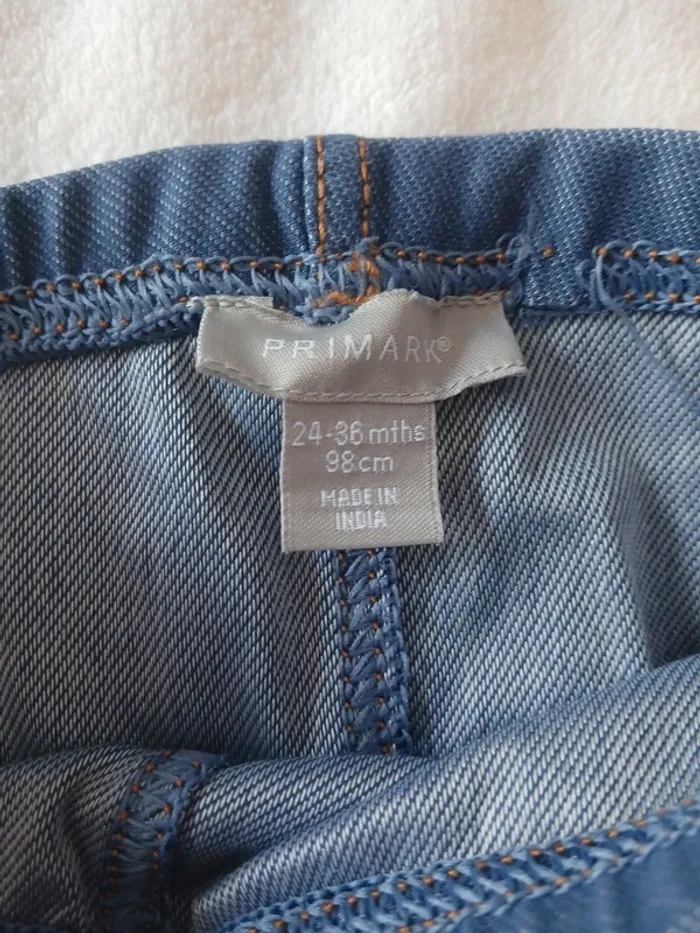 PRIMARK®
24-36 mths
98cm
MADE IN
INDIA